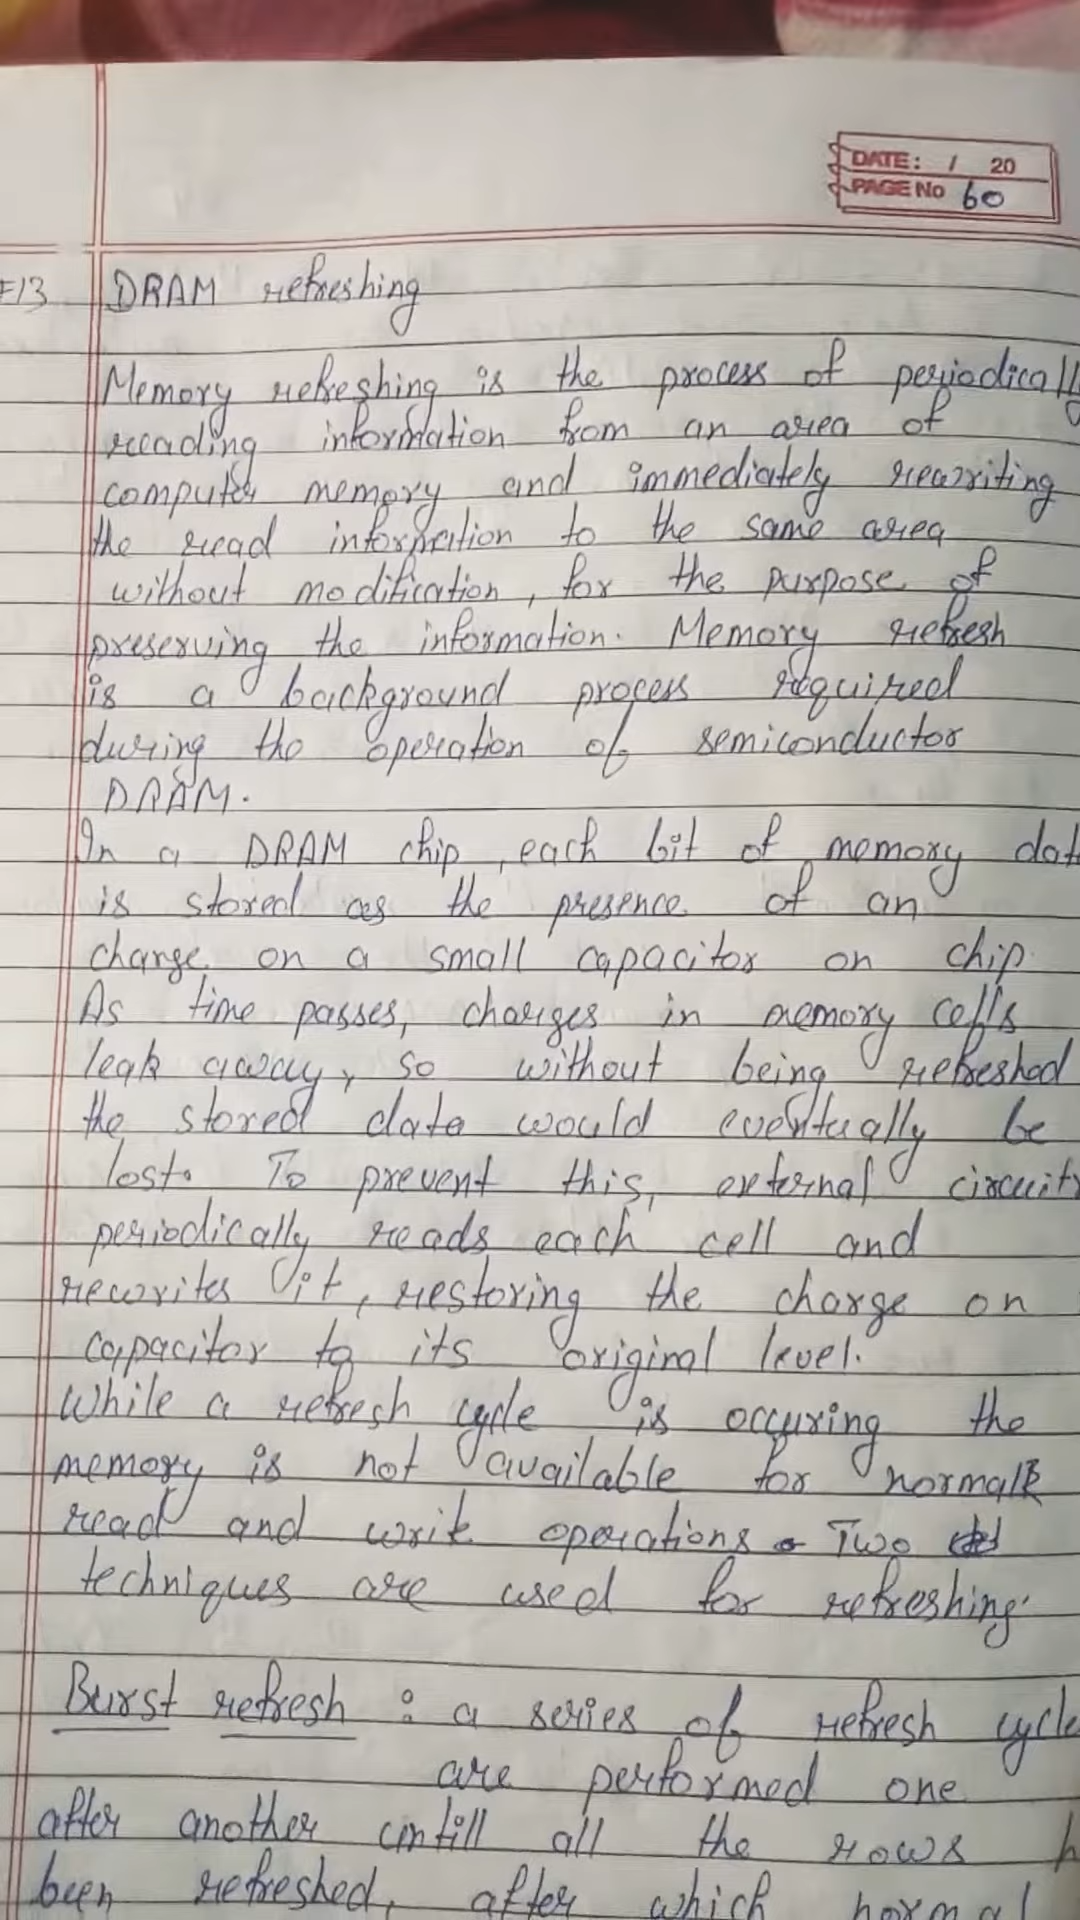 DATE: / 20
PAGE No 60
=13 DRAM refreshing
Memory refreshing is the process of periodically
reading information from an area of
computer memory and immediately rewriting
the read information to the same area
without modification, for the purpose of
preserving the information. Memory refresh
is a background process required
during the operation of semiconductor
DRAM.
In a DRAM chip, each bit of memory dat
is stored as the presence of an
charge on a small capacitor on chip.
As time passes, charges in memory cells
leak away, so without being refreshed
the stored data would eventually be
lost. To prevent this, external circuit
periodically reads each cell and
rewrites it, restoring the charge on
capacitor to its original level.
While a refresh cycle is occuring the
memory is not available for normal
read and write operations. Two
techniques are used for refreshing.
Burst refresh : a series of refresh cycle
are performed one
after another untill all the rows h
been refreshed, after which normal